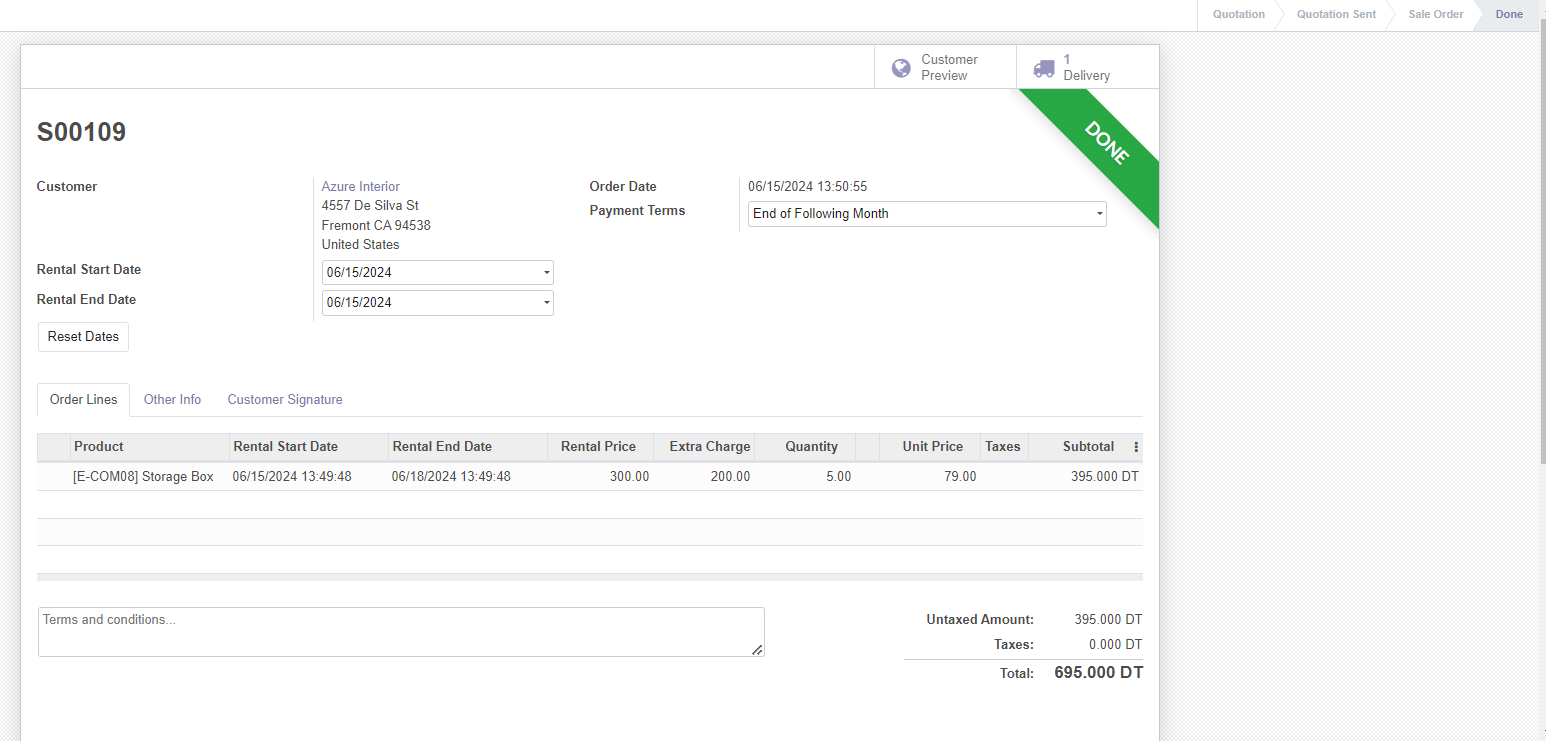 Quotation Quotation Sent Sale Order Done
Customer Preview
1 Delivery
DONE
S00109
Customer
Azure Interior
4557 De Silva St
Fremont CA 94538
United States
Order Date 06/15/2024 13:50:55
Payment Terms End of Following Month
Rental Start Date 06/15/2024
Rental End Date 06/15/2024
Reset Dates
Order Lines Other Info Customer Signature
Product Rental Start Date Rental End Date Rental Price Extra Charge Quantity Unit Price Taxes Subtotal
[E-COM08] Storage Box 06/15/2024 13:49:48 06/18/2024 13:49:48 300.00 200.00 5.00 79.00 395.000 DT
Terms and conditions...
Untaxed Amount: 395.000 DT
Taxes: 0.000 DT
Total: 695.000 DT